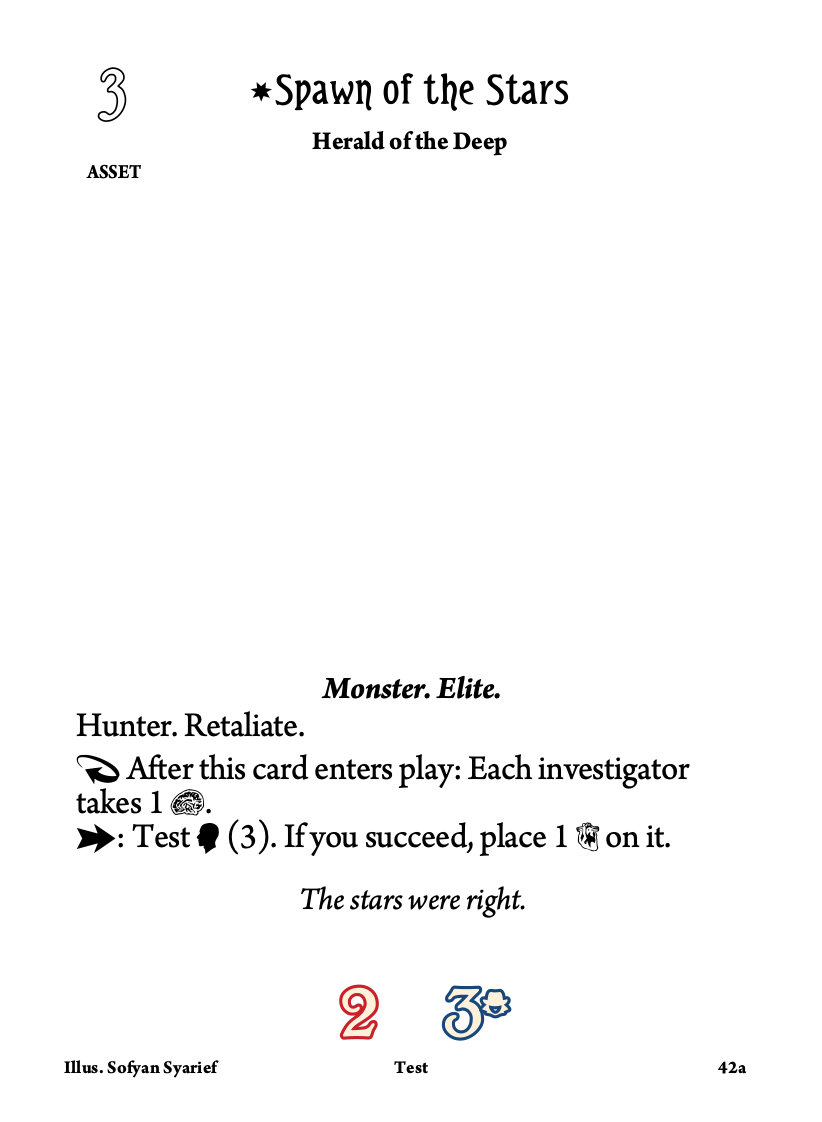 3
Spawn of the Stars
Herald of the Deep
ASSET
Monster. Elite.
Hunter. Retaliate.
After this card enters play: Each investigator
takes 1 .
: Test (3). If you succeed, place 1 on it.
The stars were right.
2 3
Illus. Sofyan Syarief Test 42a